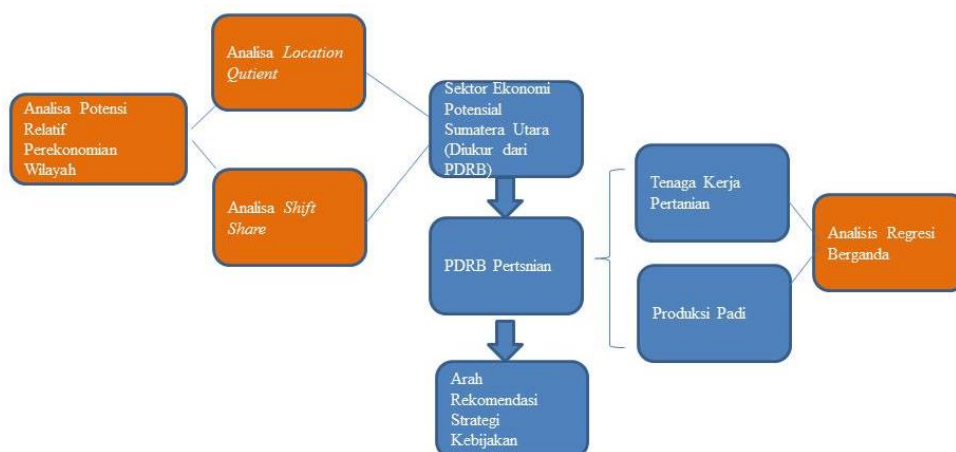 Analisa Location
Qutient
Analisa Potensi
Relatif
Perekonomian
Wilayah
Analisa Shift
Share
Sektor Ekonomi
Potensial
Sumatera Utara
(Diukur dari
PDRB)
PDRB Pertsnian
Arah
Rekomendasi
Strategi
Kebijakan
Tenaga Kerja
Pertanian
Produksi Padi
Analisis Regresi
Berganda